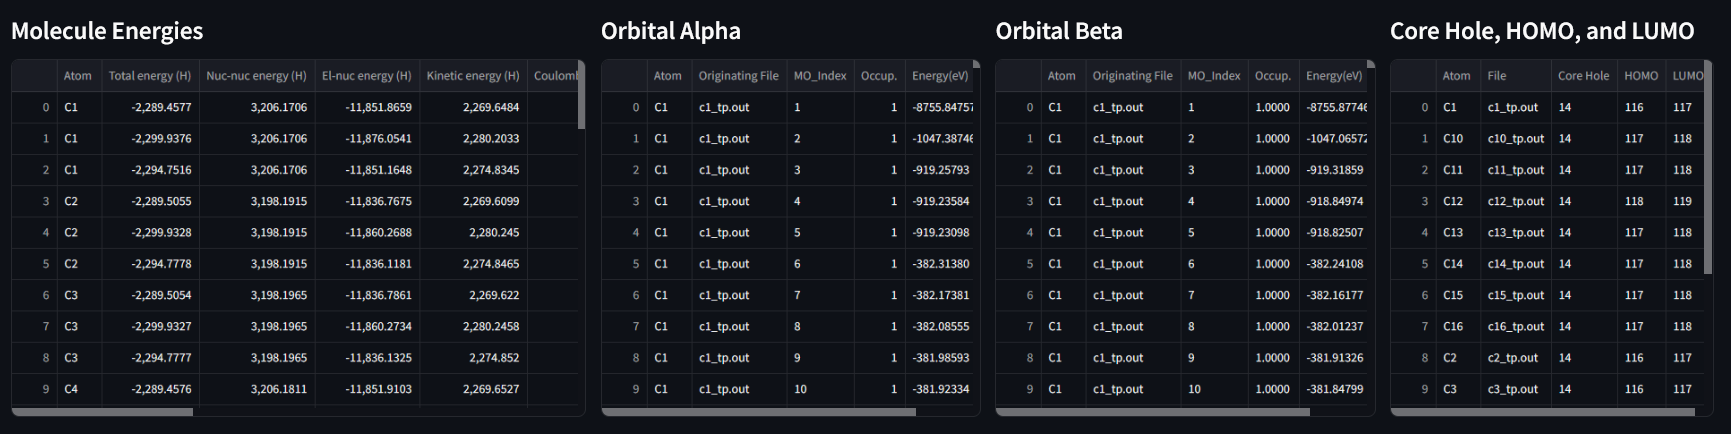 Molecule Energies
Atom Total energy (H) Nuc-nuc energy (H) El-nuc energy (H) Kinetic energy (H)
0 C1 -2,289.4577 3,206.1706 -11,851.8659 2,269.6484
1 C1 -2,299.9376 3,206.1706 -11,876.0541 2,280.2033
2 C1 -2,294.7516 3,206.1706 -11,851.1648 2,274.8345
3 C2 -2,289.5055 3,198.1915 -11,836.7675 2,269.6099
4 C2 -2,299.9328 3,198.1915 -11,860.2688 2,280.245
5 C2 -2,294.7778 3,198.1915 -11,836.1181 2,274.8465
6 C3 -2,289.5054 3,198.1965 -11,836.7861 2,269.622
7 C3 -2,299.9327 3,198.1965 -11,860.2734 2,280.2458
8 C3 -2,294.7777 3,198.1965 -11,836.1325 2,274.852
9 C4 -2,289.4576 3,206.1811 -11,851.9103 2,269.6527
Orbital Alpha
Atom Originating File MO_Index Occup. Energy(eV)
0 C1 c1_tp.out 1 1 -8755.84757
1 C1 c1_tp.out 2 1 -1047.38746
2 C1 c1_tp.out 3 1 -919.25793
3 C1 c1_tp.out 4 1 -919.23584
4 C1 c1_tp.out 5 1 -919.23098
5 C1 c1_tp.out 6 1 -382.31380
6 C1 c1_tp.out 7 1 -382.17381
7 C1 c1_tp.out 8 1 -382.08555
8 C1 c1_tp.out 9 1 -381.98593
9 C1 c1_tp.out 10 1 -381.92334
Orbital Beta
Atom Originating File MO_Index Occup. Energy(eV)
0 C1 c1_tp.out 1 1.0000 -8755.87746
1 C1 c1_tp.out 2 1.0000 -1047.06572
2 C1 c1_tp.out 3 1.0000 -919.31859
3 C1 c1_tp.out 4 1.0000 -918.84974
4 C1 c1_tp.out 5 1.0000 -918.82507
5 C1 c1_tp.out 6 1.0000 -382.24108
6 C1 c1_tp.out 7 1.0000 -382.16177
7 C1 c1_tp.out 8 1.0000 -382.01237
8 C1 c1_tp.out 9 1.0000 -381.91326
9 C1 c1_tp.out 10 1.0000 -381.84799
Core Hole, HOMO, and LUMO
Atom File Core Hole HOMO LUMO
0 C1 c1_tp.out 14 116 117
1 C10 c10_tp.out 14 117 118
2 C11 c11_tp.out 14 117 118
3 C12 c12_tp.out 14 118 119
4 C13 c13_tp.out 14 117 118
5 C14 c14_tp.out 14 117 118
6 C15 c15_tp.out 14 117 118
7 C16 c16_tp.out 14 117 118
8 C2 c2_tp.out 14 116 117
9 C3 c3_tp.out 14 116 117